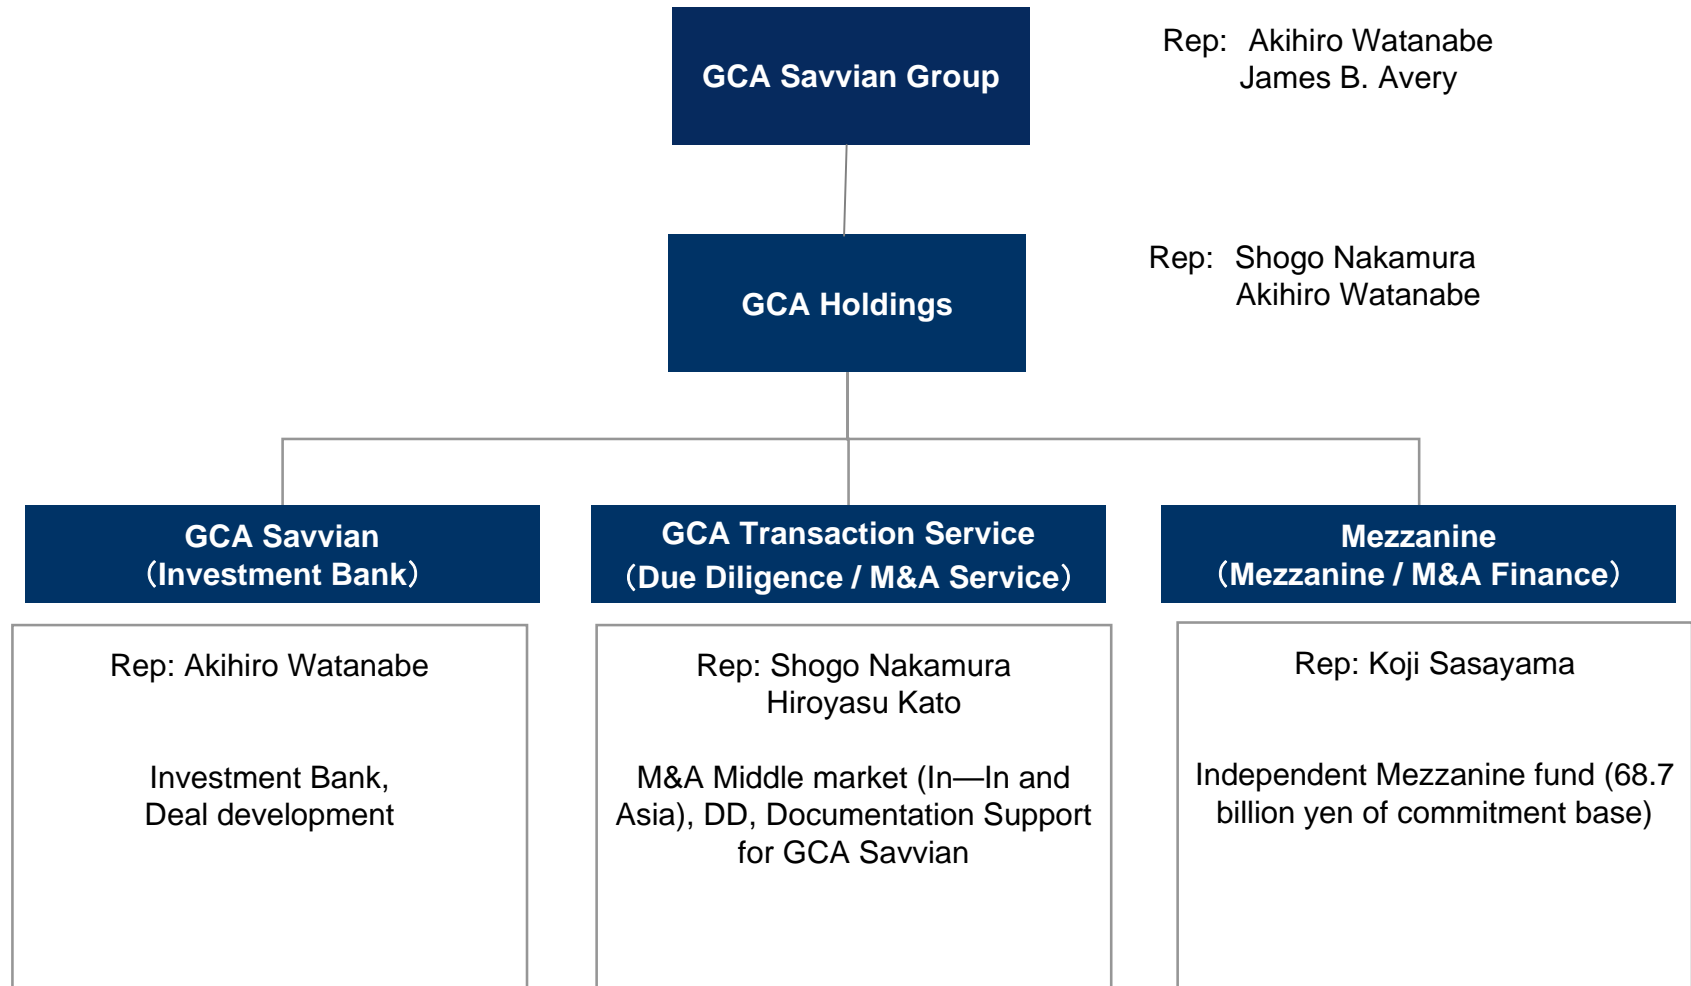 GCA Savvian Group
Rep: Akihiro Watanabe
James B. Avery
GCA Holdings
Rep: Shogo Nakamura
Akihiro Watanabe
GCA Savvian
（Investment Bank）
Rep: Akihiro Watanabe
Investment Bank,
Deal development
GCA Transaction Service
（Due Diligence / M&A Service）
Rep: Shogo Nakamura
Hiroyasu Kato
M&A Middle market (In—In and
Asia), DD, Documentation Support
for GCA Savvian
Mezzanine
（Mezzanine / M&A Finance）
Rep: Koji Sasayama
Independent Mezzanine fund (68.7
billion yen of commitment base)